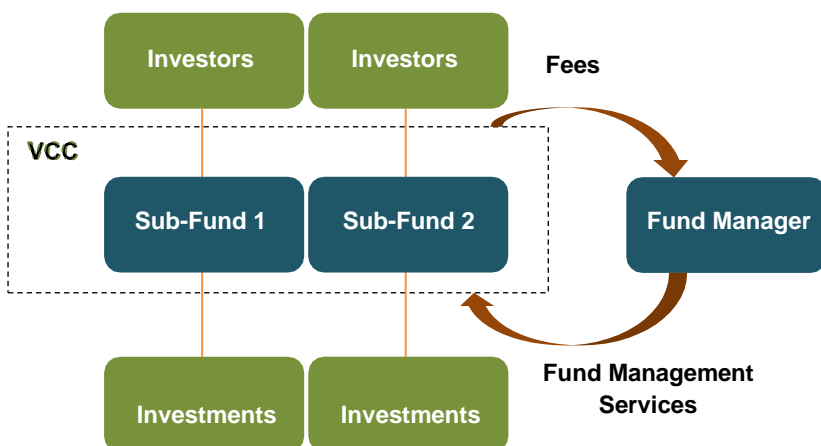 Investors
Investors
Fees
VCC
Sub-Fund 1
Sub-Fund 2
Fund Manager
Investments
Investments
Fund Management
Services